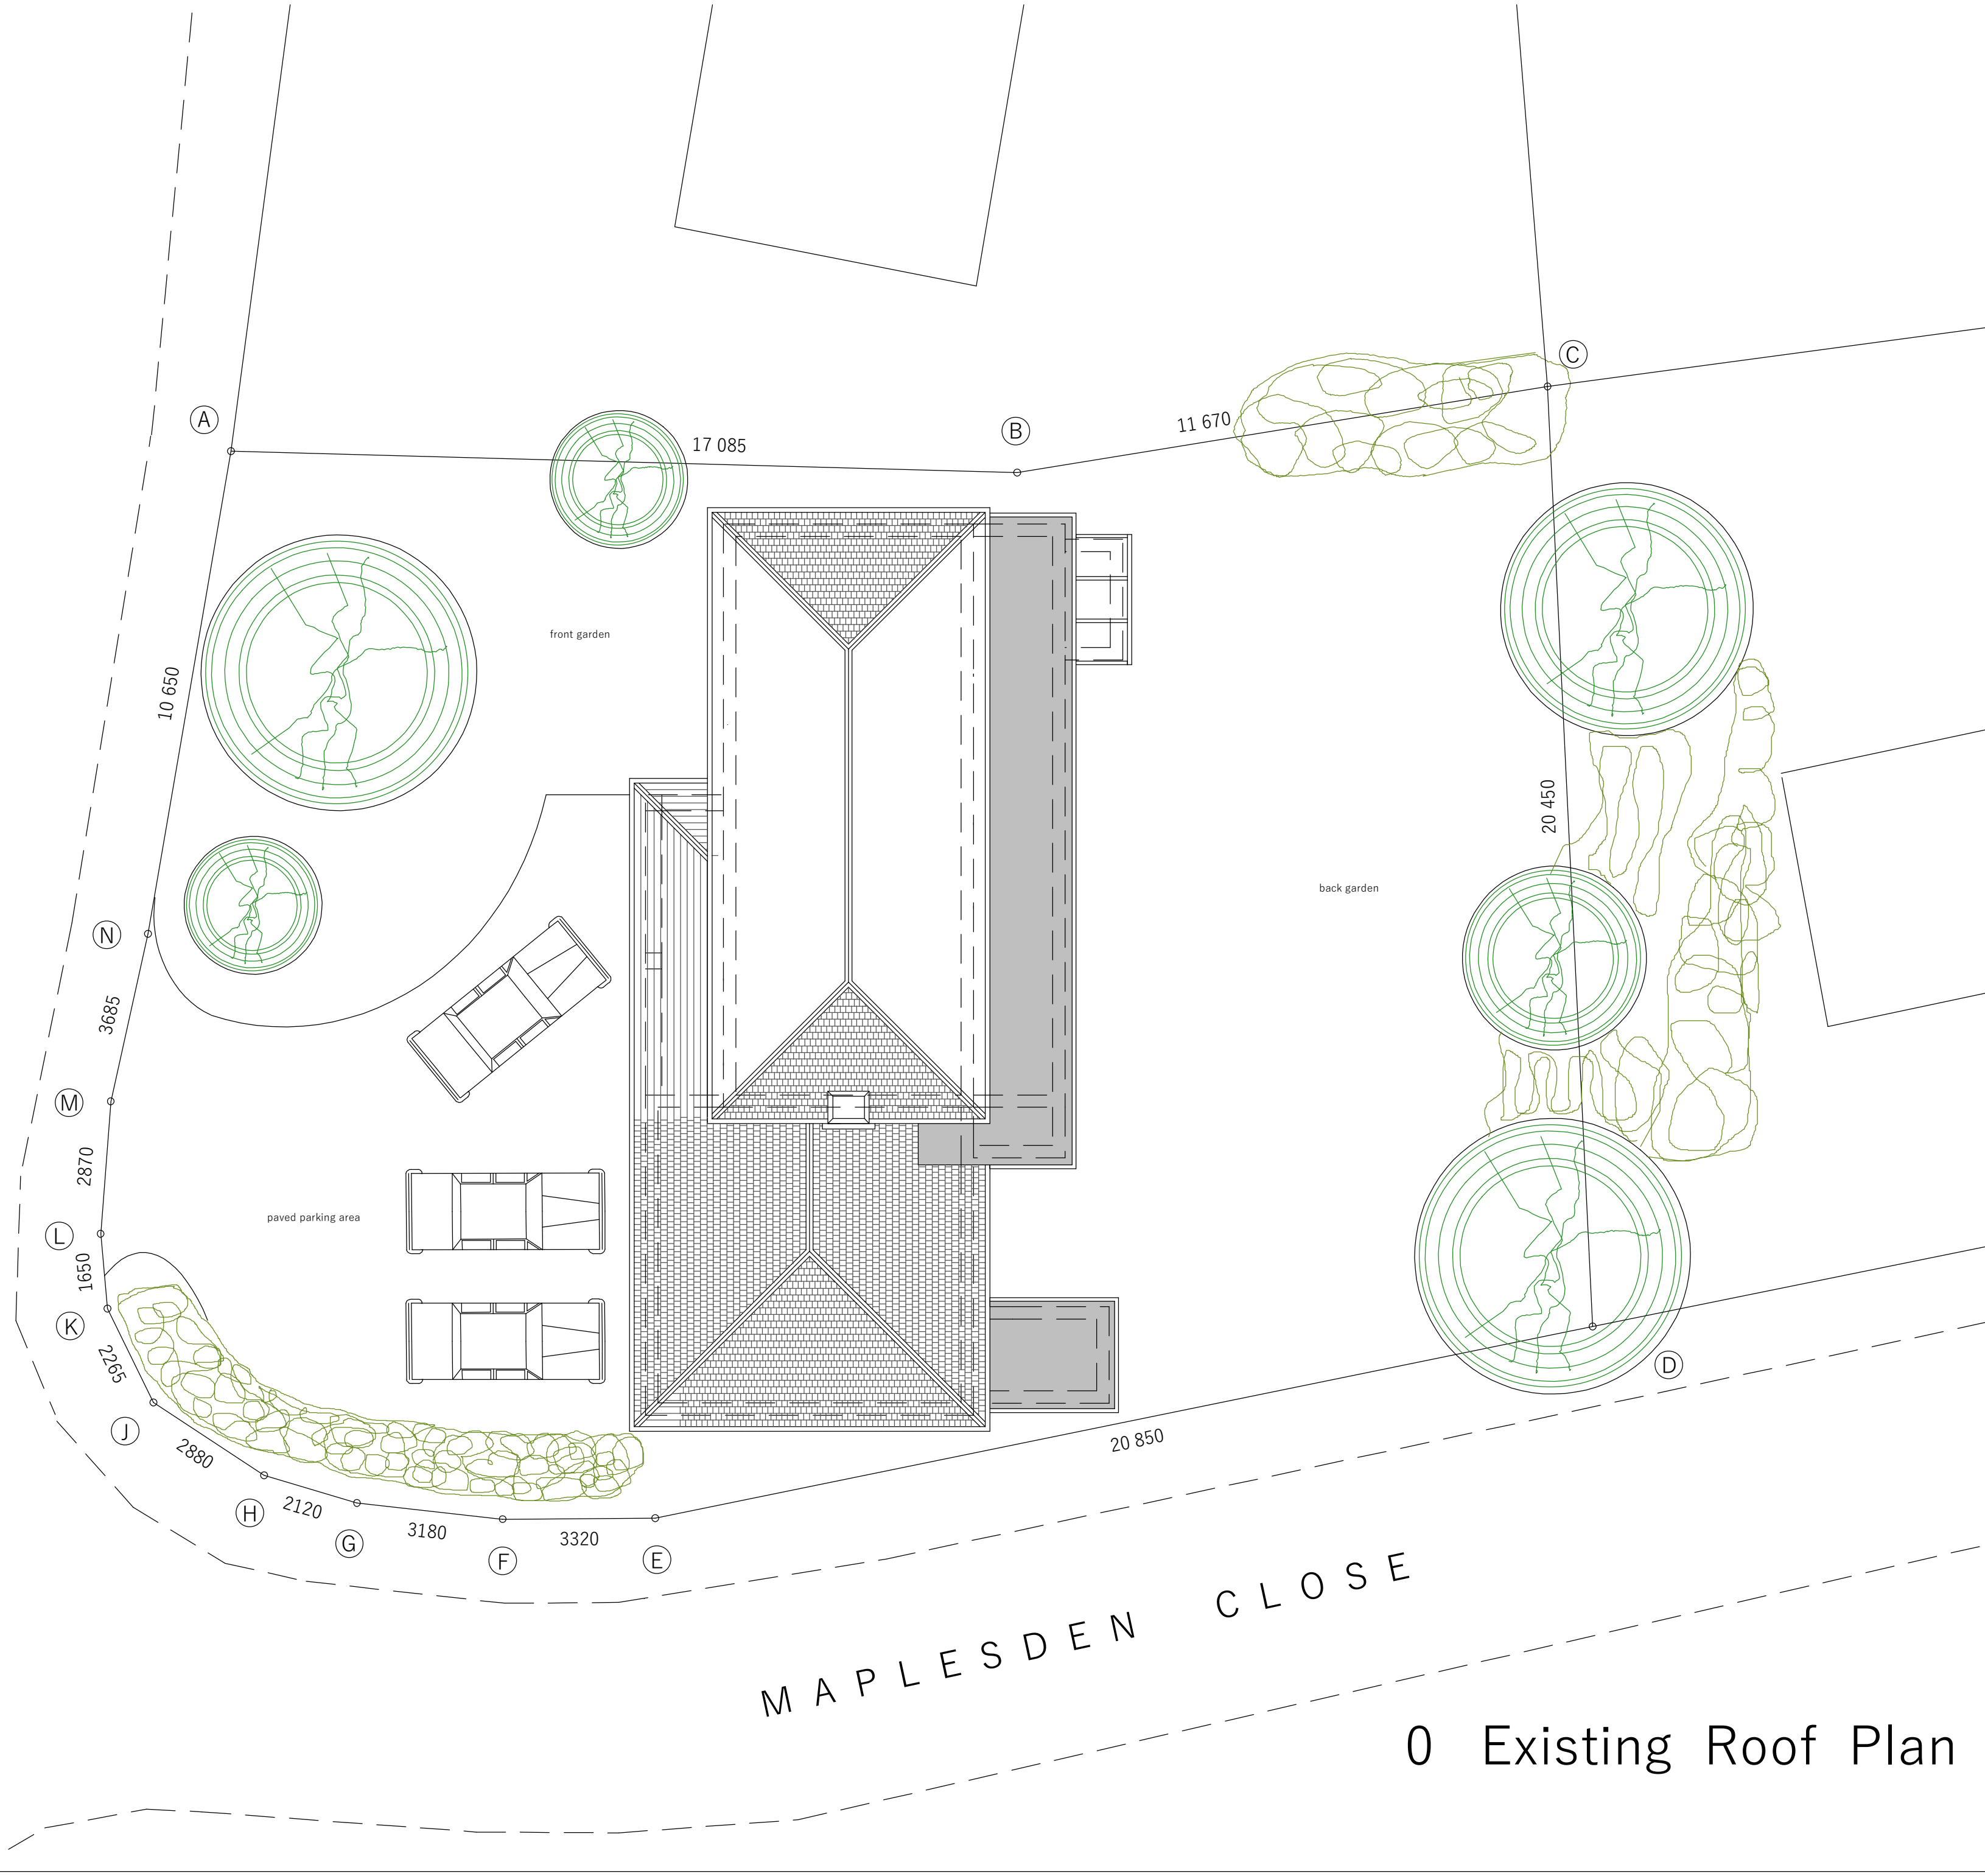 C
A
B
17 085
11 670
front garden
10 650
20 450
back garden
N
3685
M
2870
paved parking area
L
1650
K
2265
J
2880
H
2120
G
3180
F
3320
E
20 850
D
MAPLESDEN CLOSE
0 Existing Roof Plan